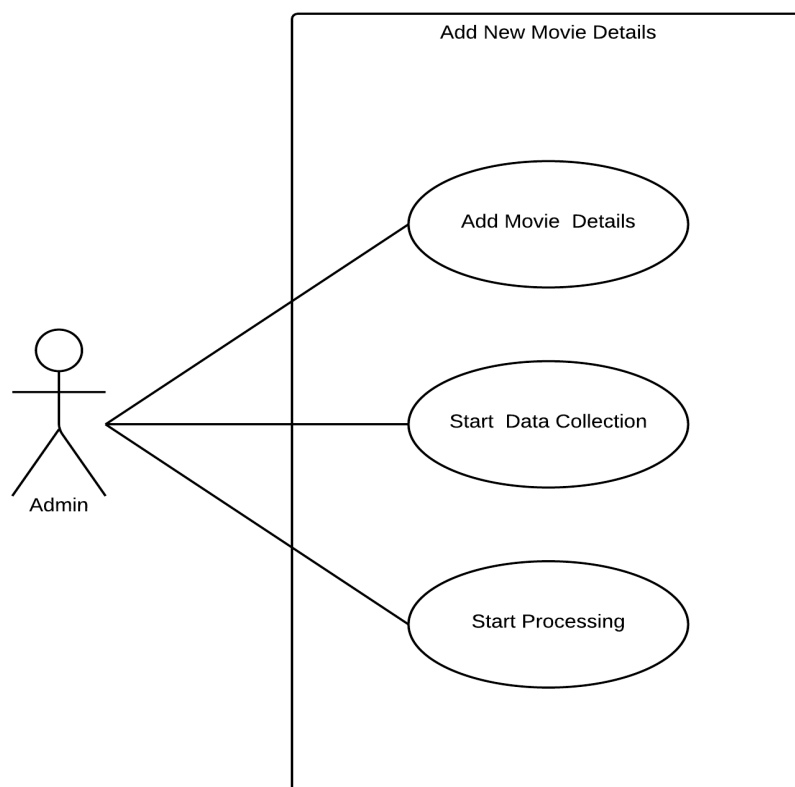 Add New Movie Details
Add Movie  Details
Start  Data Collection
Admin
Start Processing